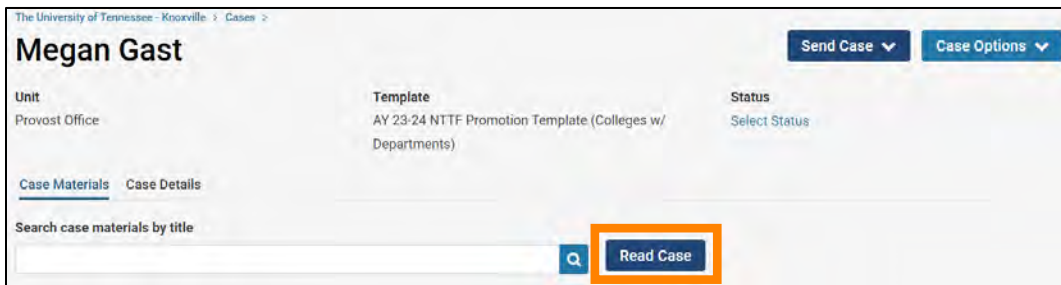 The University of Tennessee - Knoxville > Cases >
Megan Gast
Send Case
Case Options
Unit
Template
Status
Provost Office
AY 23-24 NTTF Promotion Template (Colleges w/
Departments)
Select Status
Case Materials
Case Details
Search case materials by title
Read Case